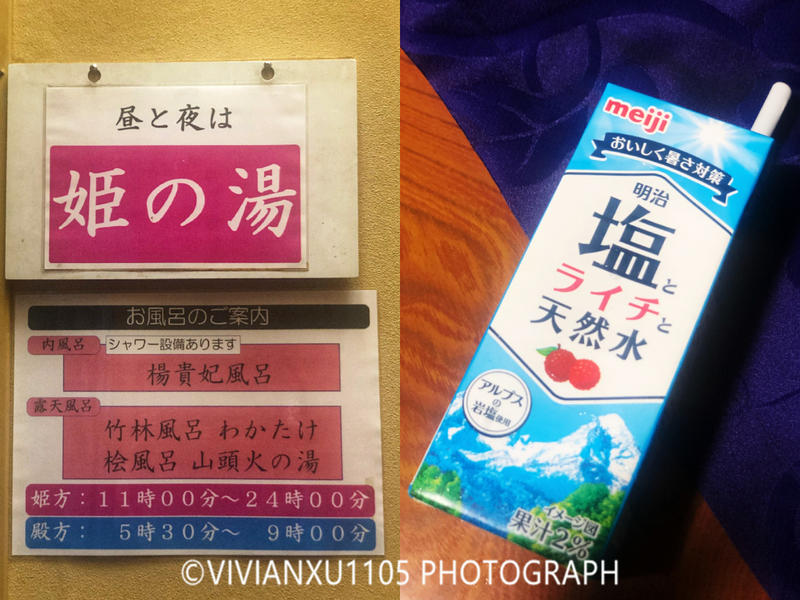 昼と夜は
姫の湯
お風呂のご案内
内風呂 シャワー設備あります
楊貴妃風呂
露天風呂
竹林風呂 わかたけ
桧風呂 山頭火の湯
姫方：１１時００分～２４時００分
殿方：　５時３０分～　９時００分
meiji
おいしく暑さ対策
明治
塩と
ライチと
天然水
アルプス
の
岩塩使用
イメージ図
果汁2%
©VIVIANXU1105 PHOTOGRAPH